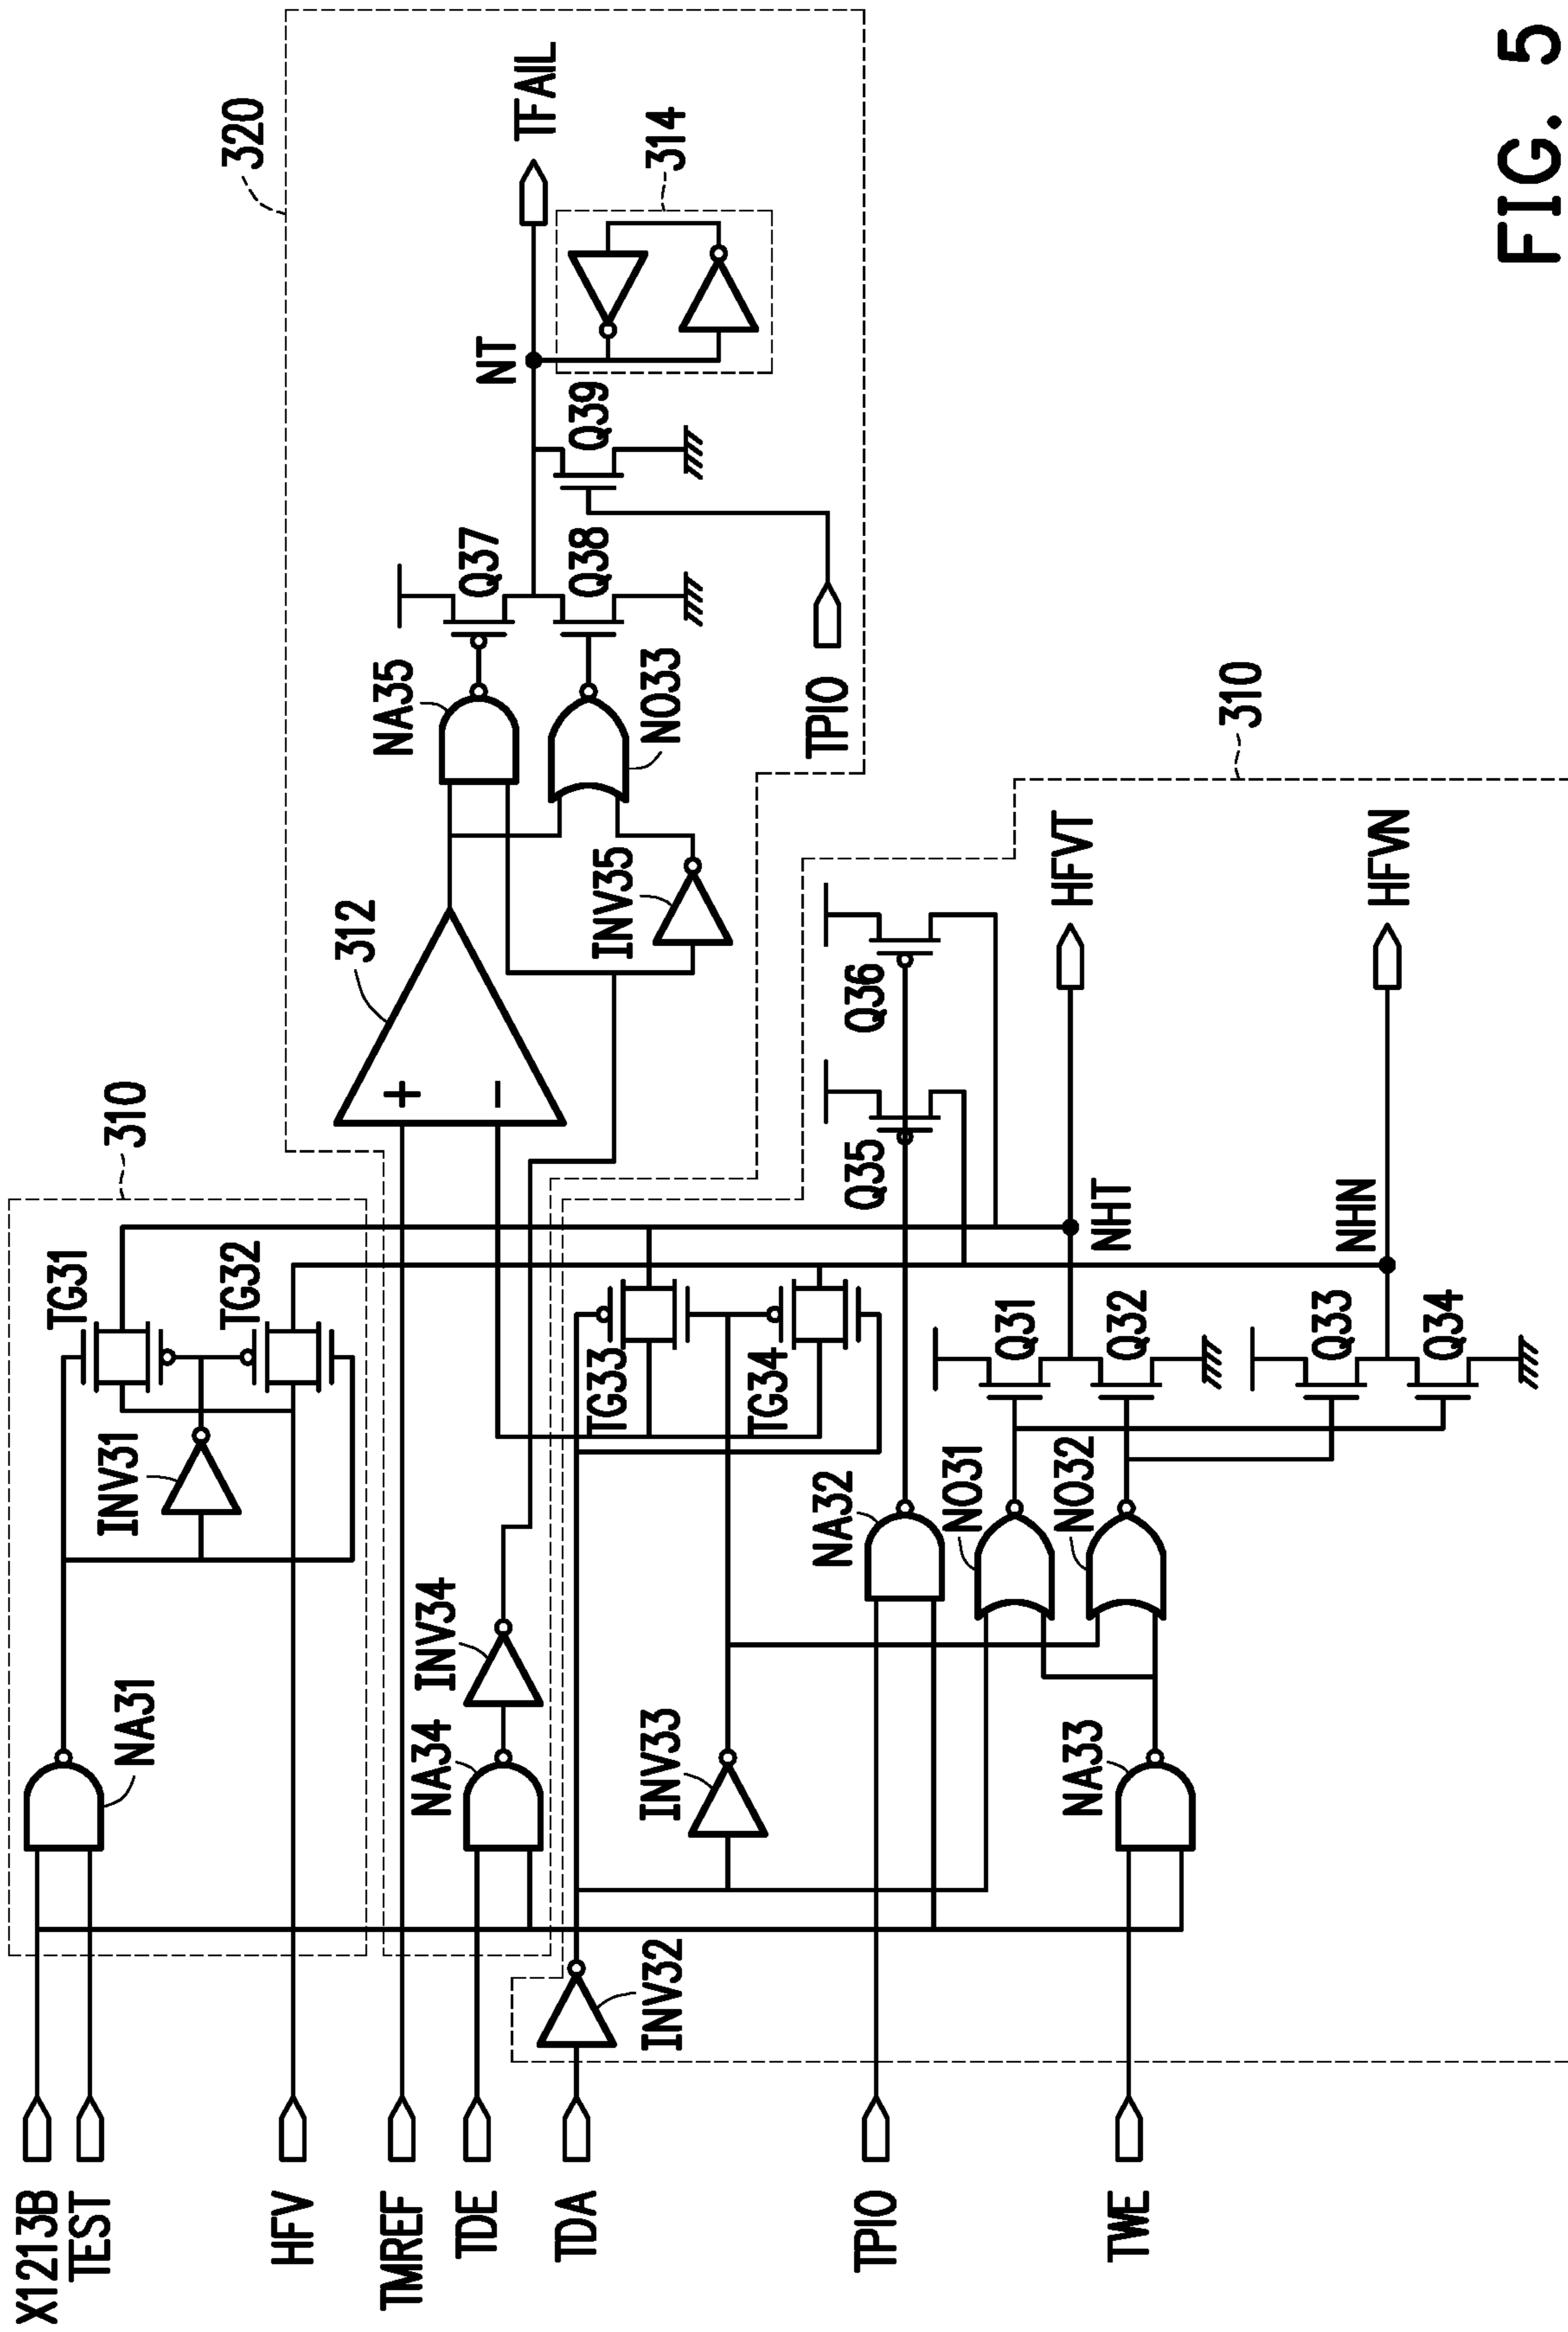 320
310
TG31
TG32
INV31
NA31
X1213B
TEST
HFV
TMREF
TDE
TDA
TPIO
TWE
NA34
INV34
INV32
INV33
NA33
NA32
NO31
NO32
TG33
TG34
312
+
−
INV35
NA35
NO33
Q37
Q38
Q39
NT
TFAIL
314
TPIO
Q35
Q36
Q31
Q32
Q33
Q34
NHT
NHN
HFVT
HFVN
310
FIG. 5